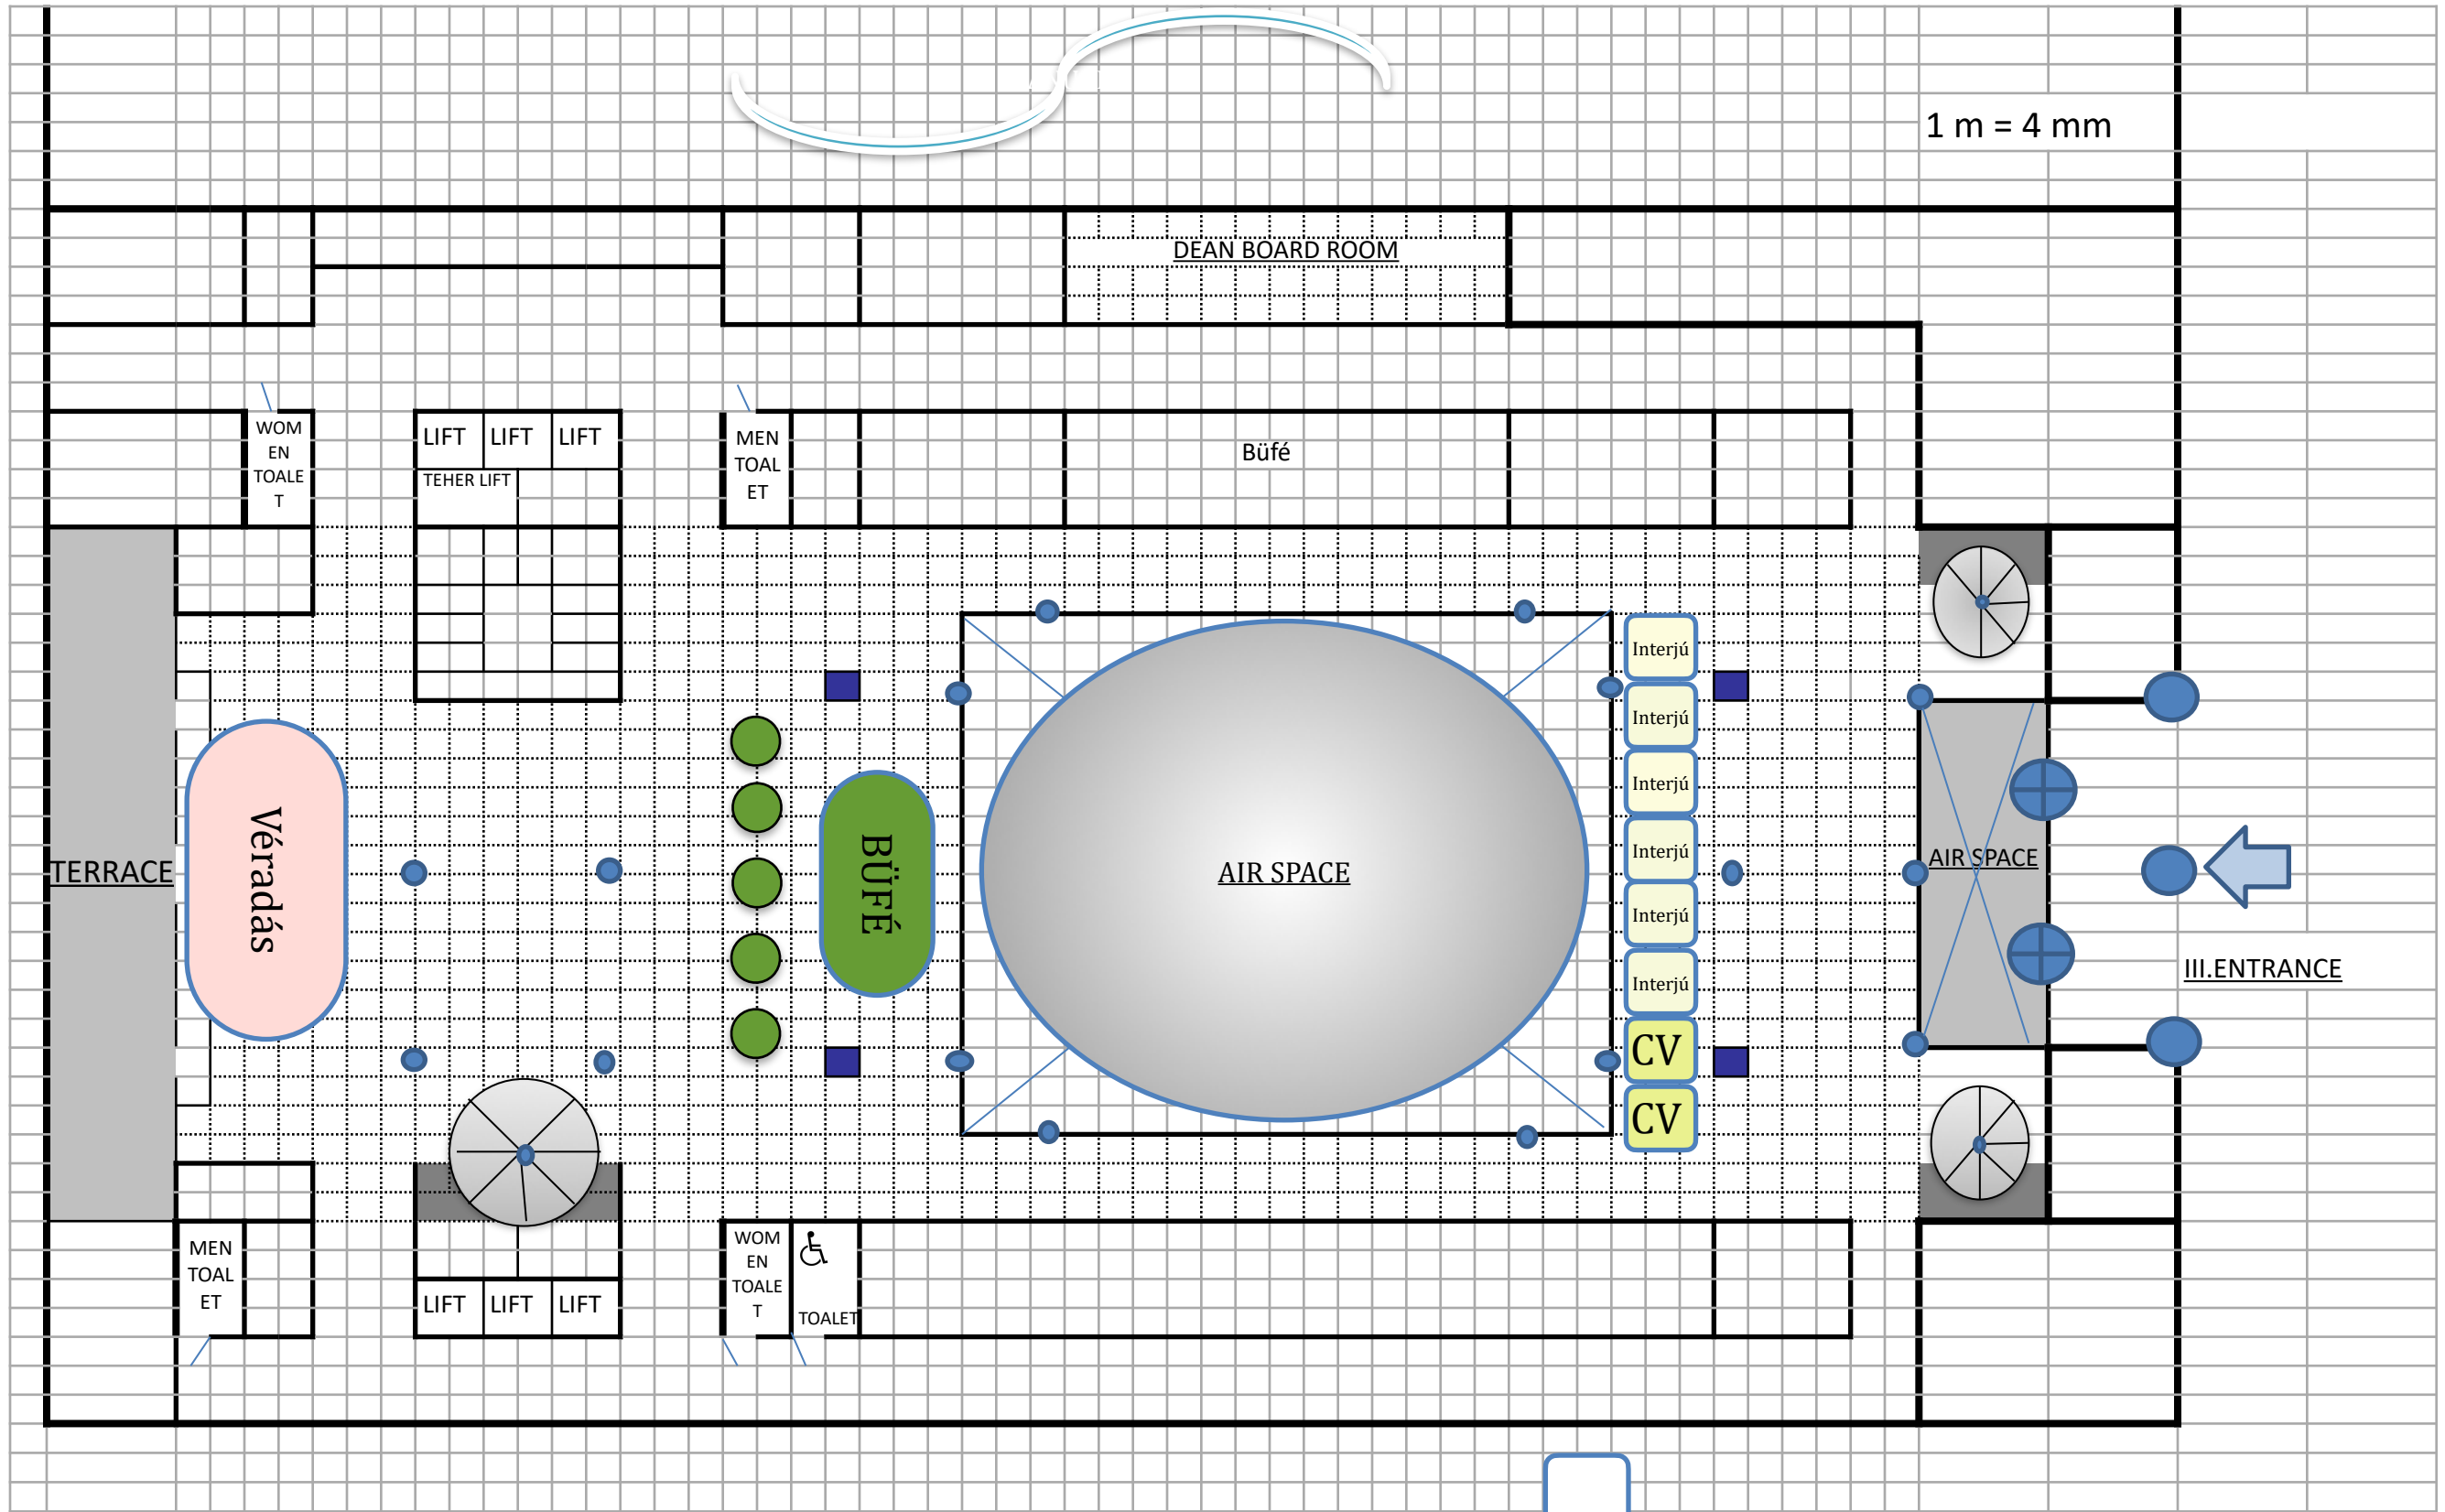 1 m = 4 mm
DEAN BOARD ROOM
WOM
EN
TOALE
T
LIFT
LIFT
LIFT
TEHER LIFT
MEN
TOAL
ET
Büfé
Interjú
Interjú
Interjú
Interjú
Interjú
Interjú
CV
CV
TERRACE
Véradás
BÜFÉ
AIR SPACE
AIR SPACE
III.ENTRANCE
MEN
TOAL
ET
LIFT
LIFT
LIFT
WOM
EN
TOALE
T
TOALET